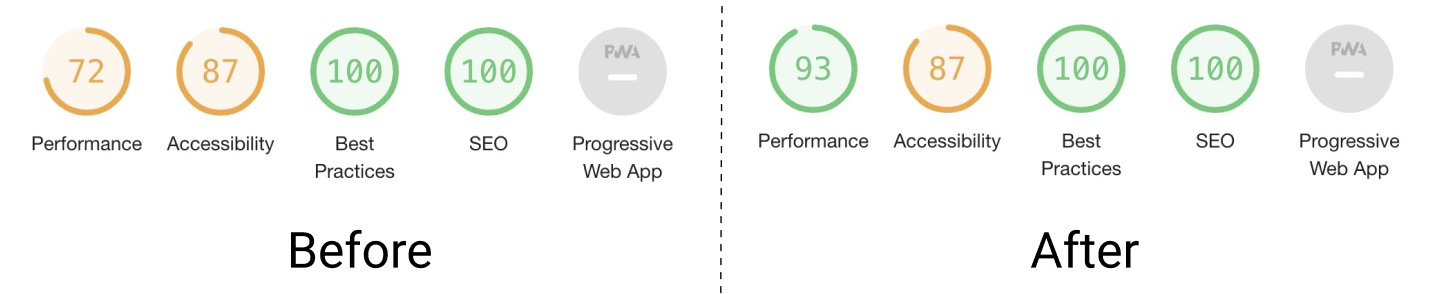 72 87 100 100 PWA
Performance Accessibility Best Practices SEO Progressive Web App
Before
93 87 100 100 PWA
Performance Accessibility Best Practices SEO Progressive Web App
After